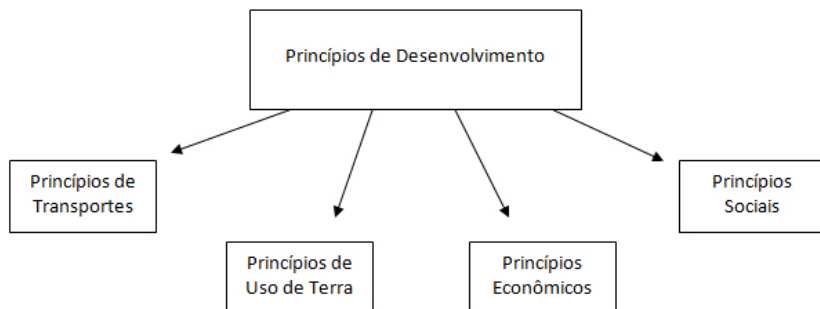 Princípios de Desenvolvimento
Princípios de
Transportes
Princípios
Sociais
Princípios de
Uso de Terra
Princípios
Econômicos